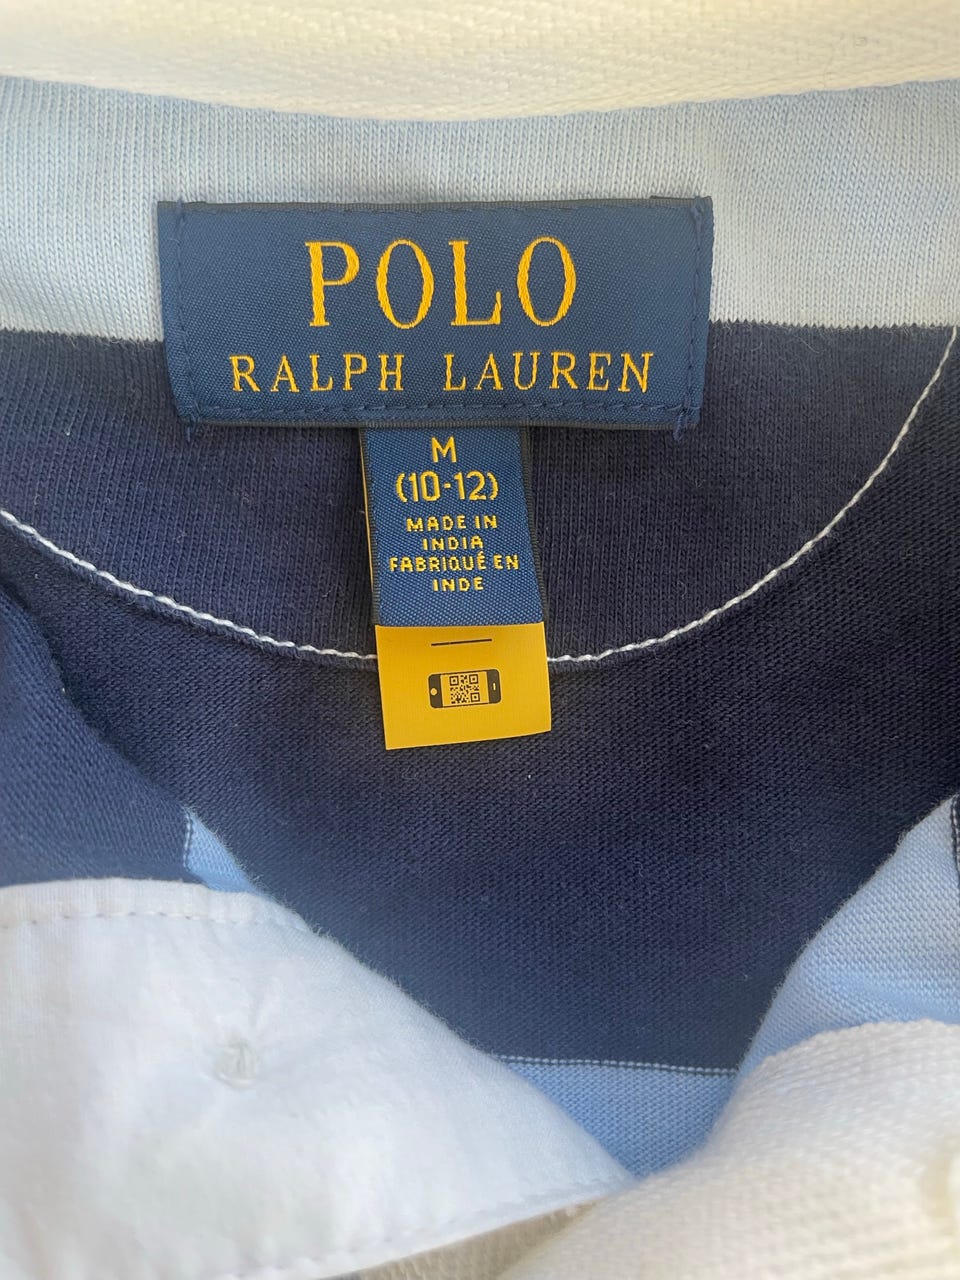 POLO
RALPH LAUREN
M
(10-12)
MADE IN
INDIA
FABRIQUÉ EN
INDE